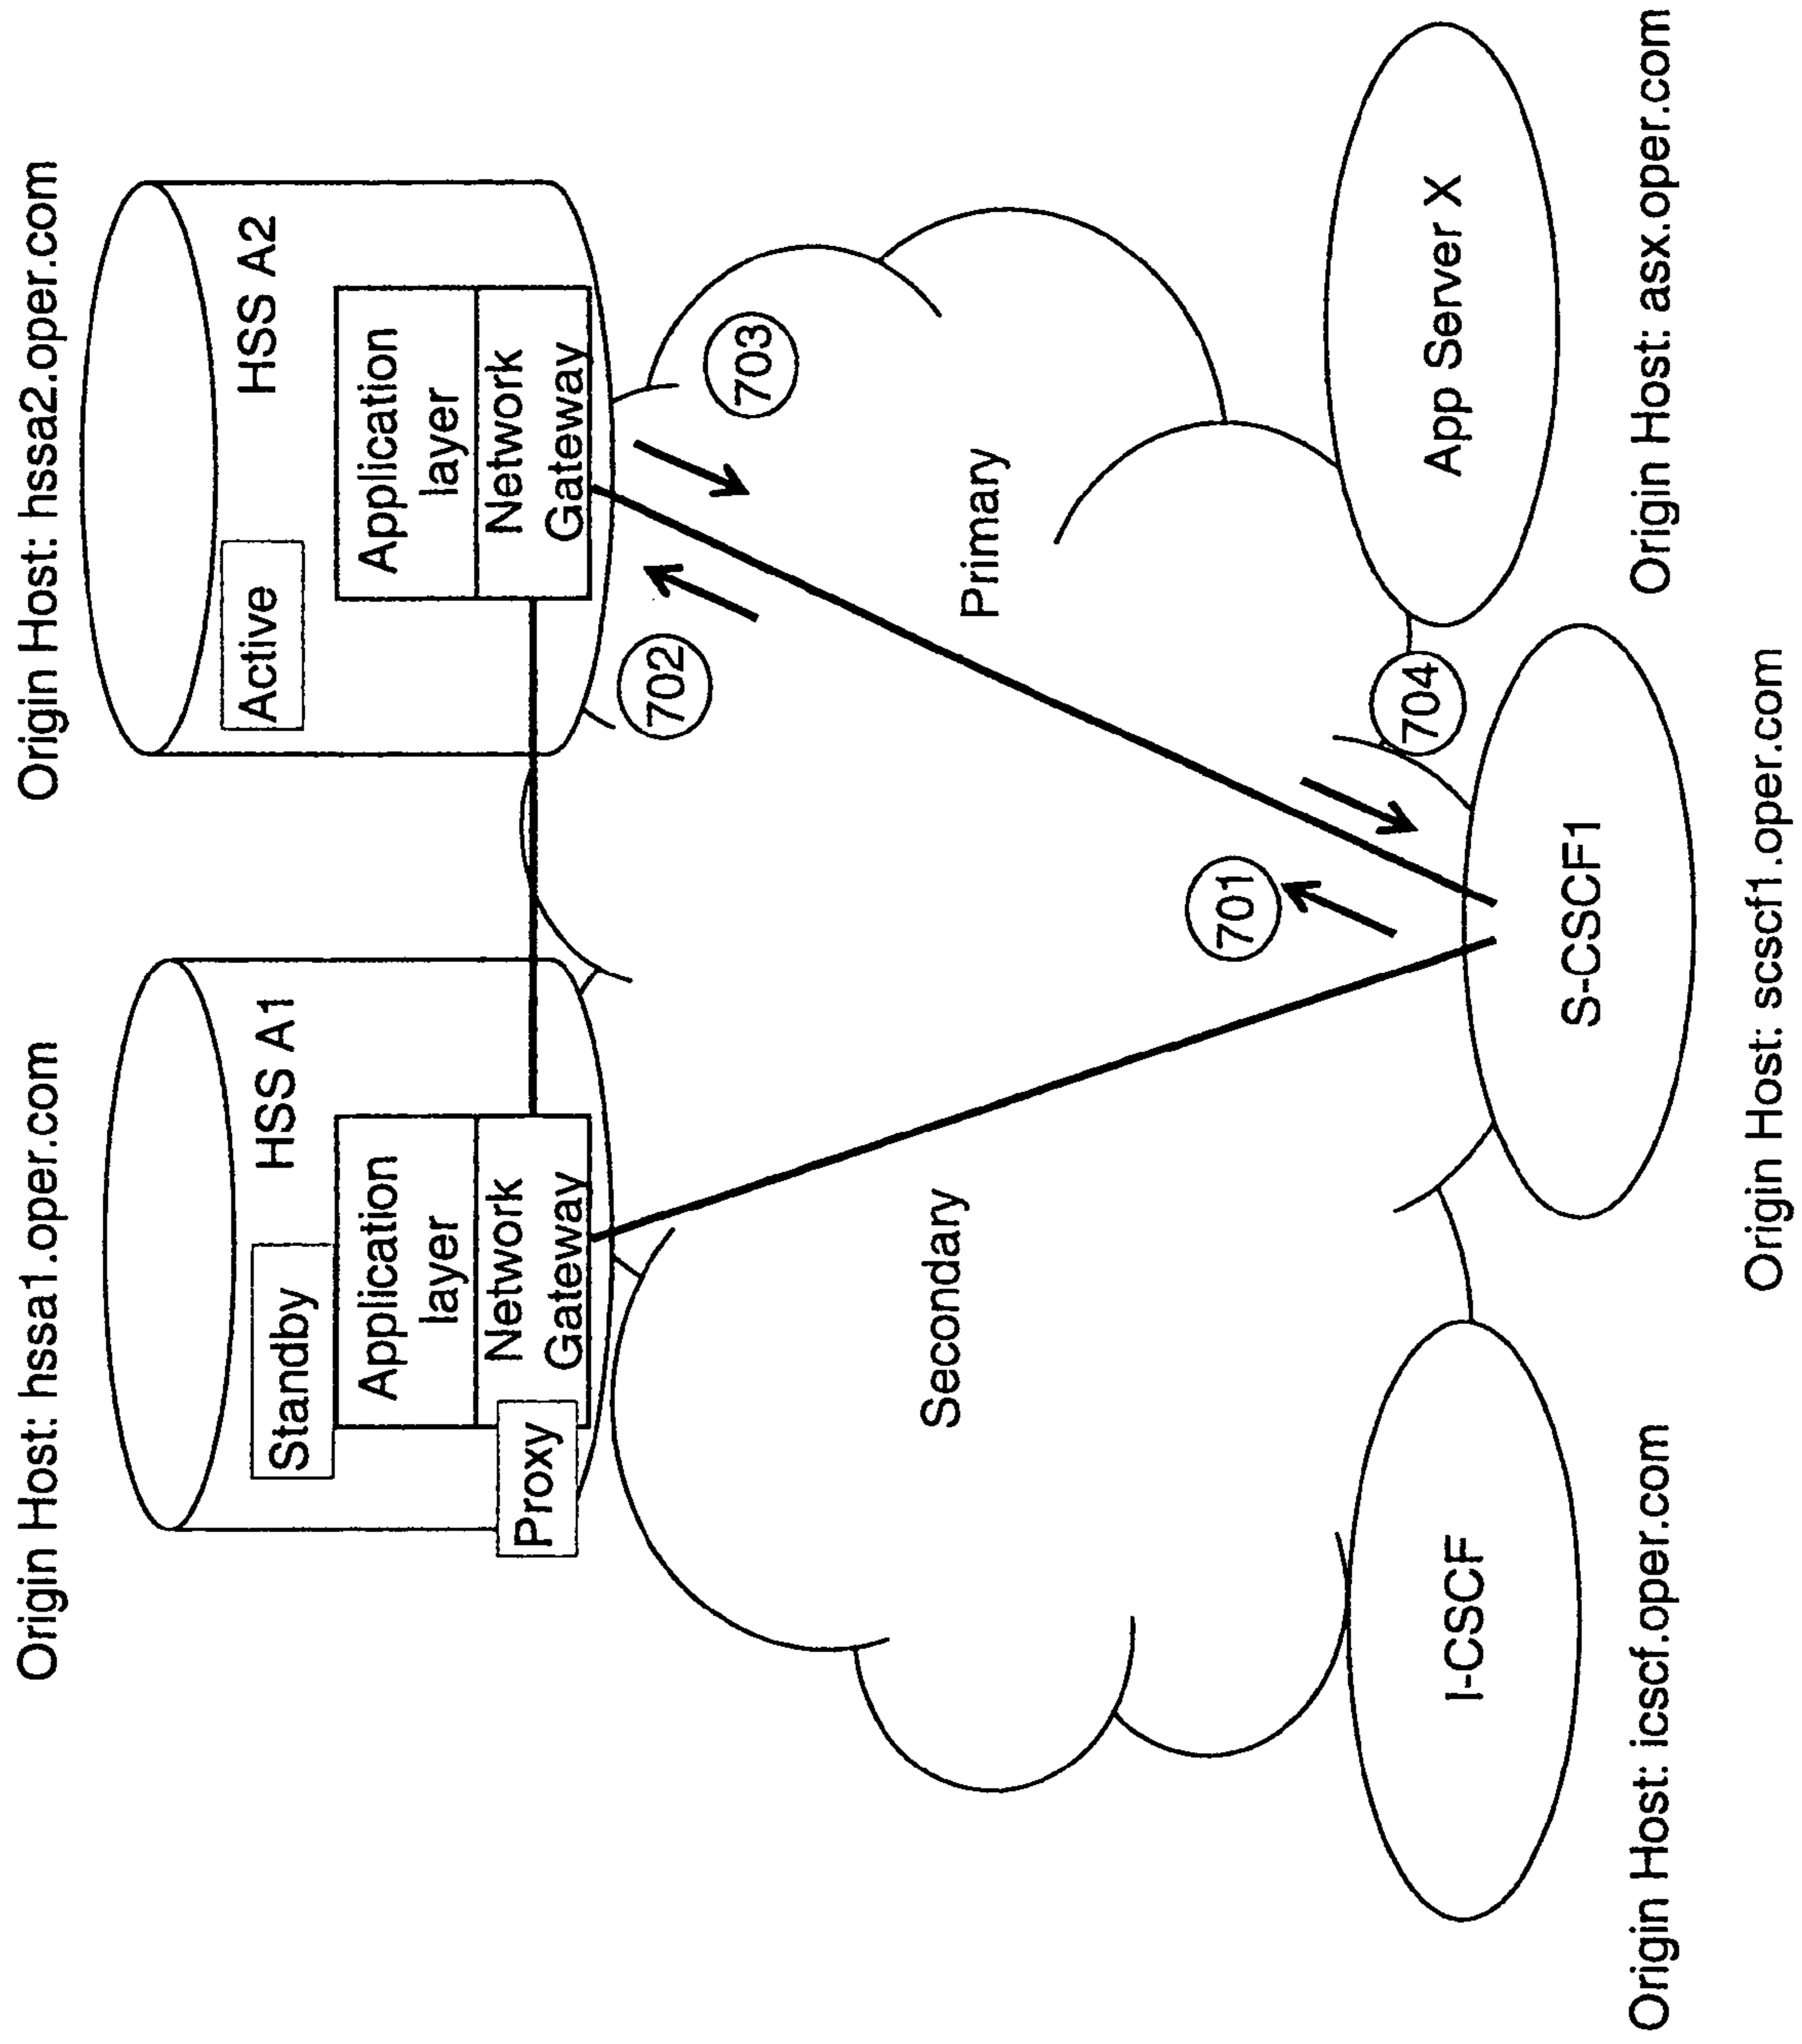 Origin Host: hssa1.oper.com
Origin Host: hssa2.oper.com
Standby
HSS A1
Active
HSS A2
Application
layer
Network
Gateway
Proxy
Application
layer
Network
Gateway
702
703
Secondary
Primary
701
704
I-CSCF
S-CSCF1
App Server X
Origin Host: icscf.oper.com
Origin Host: asx.oper.com
Origin Host: scscf1.oper.com